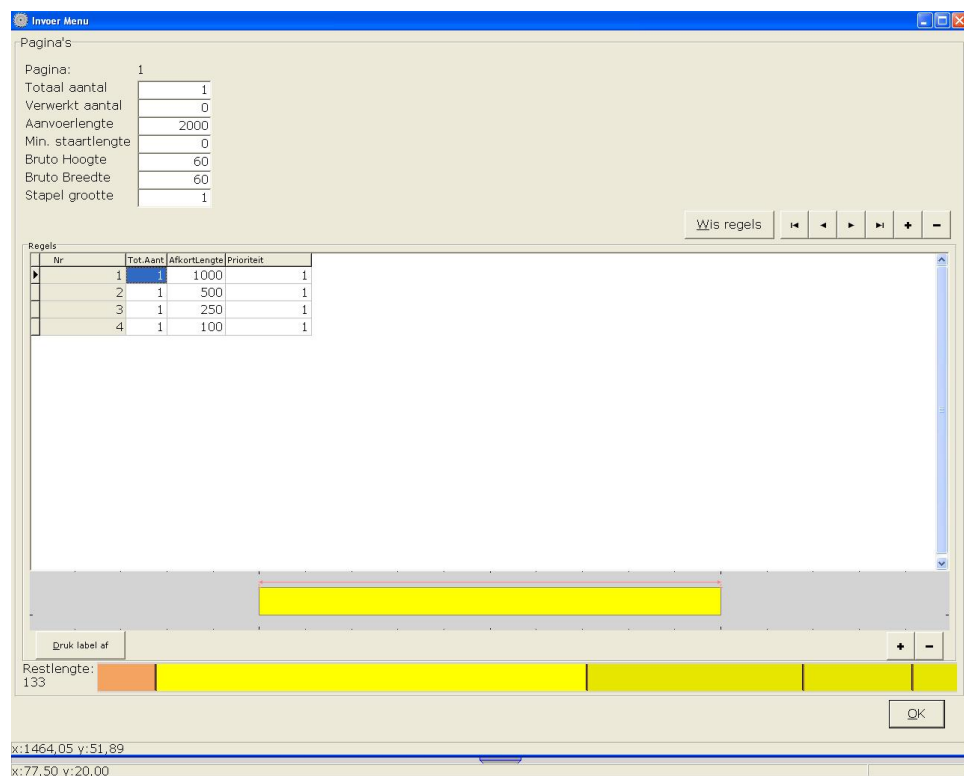 Invoer Menu
Pagina's
Pagina: 1
Totaal aantal 1
Verwerkt aantal 0
Aanvoerlengte 2000
Min. staartlengte 0
Bruto Hoogte 60
Bruto Breedte 60
Stapel grootte 1
Wis regels
Regels
Nr Tot.Aant AfkortLengte Prioriteit
1 1 1000 1
2 1 500 1
3 1 250 1
4 1 100 1
Druk label af
Restlengte:
133
OK
x:1464,05 y:51,89
x:77,50 y:20,00